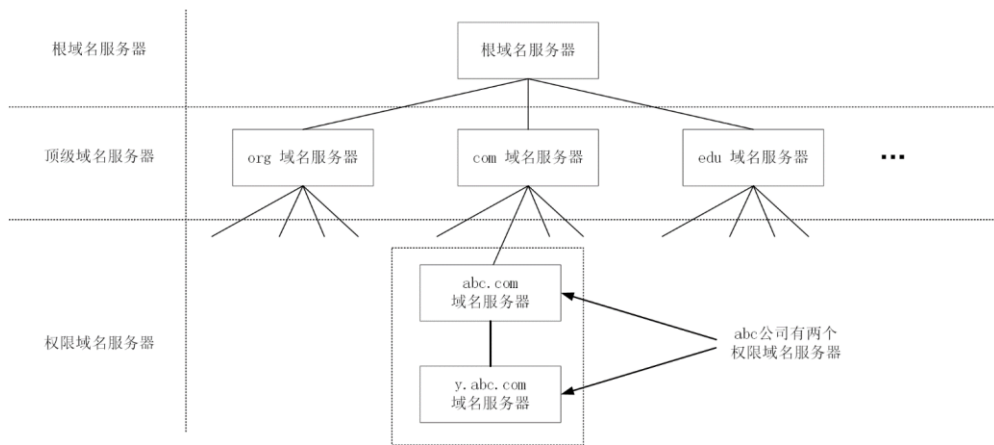 根域名服务器
根域名服务器
顶级域名服务器
org 域名服务器
com 域名服务器
edu 域名服务器
...
权限域名服务器
abc.com
域名服务器
y.abc.com
域名服务器
abc公司有两个
权限域名服务器